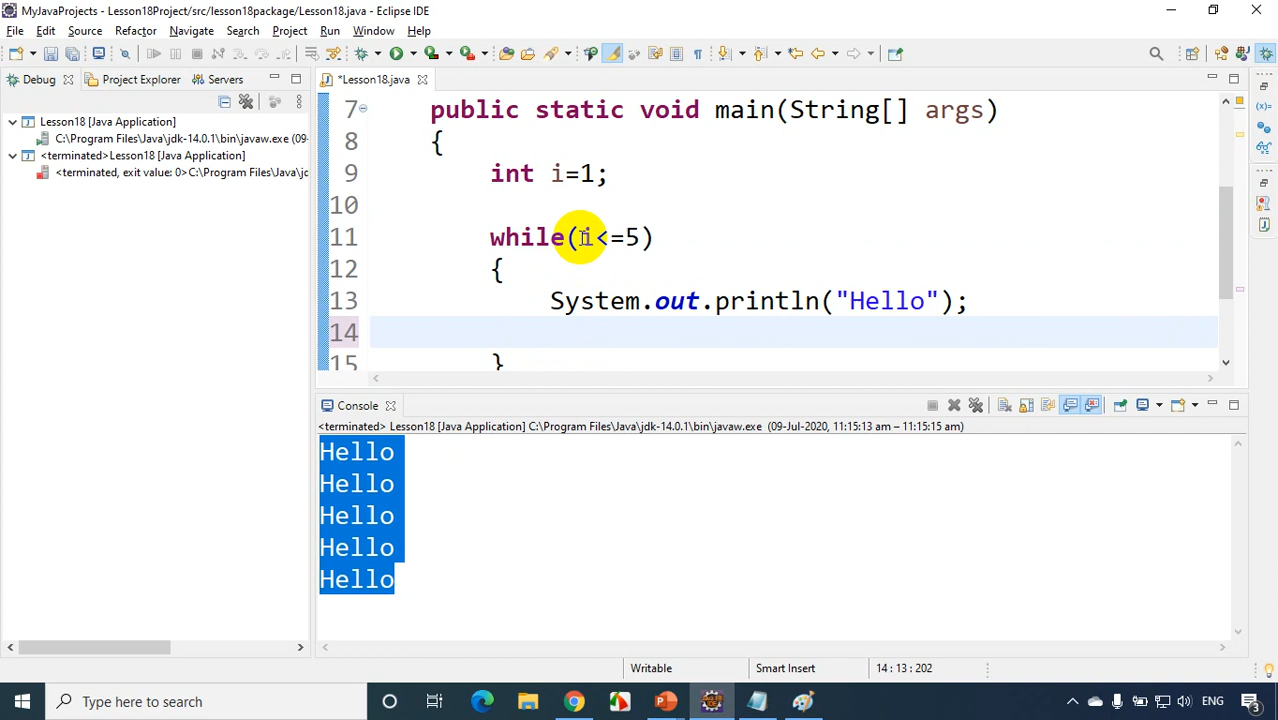 MyJavaProjects - Lesson18Project/src/lesson18package/Lesson18.java - Eclipse IDE
File Edit Source Refactor Navigate Search Project Run Window Help
Debug Project Explorer Servers
*Lesson18.java
Lesson18 [Java Application]
C:\Program Files\Java\jdk-14.0.1\bin\javaw.exe (09-
<terminated>Lesson18 [Java Application]
<terminated, exit value: 0>C:\Program Files\Java\jd
7 public static void main(String[] args)
8 {
9 int i=1;
10
11 while(i<=5)
12 {
13 System.out.println("Hello");
14
15 }
Console
<terminated> Lesson18 [Java Application] C:\Program Files\Java\jdk-14.0.1\bin\javaw.exe (09-Jul-2020, 11:15:13 am – 11:15:15 am)
Hello
Hello
Hello
Hello
Hello
Writable Smart Insert 14 : 13 : 202
Type here to search
ENG
3